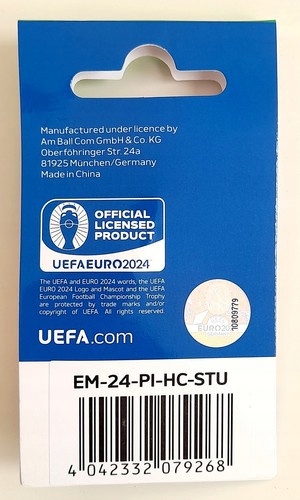 Manufactured under licence by
Am Ball Com GmbH & Co. KG
Oberföhringer Str. 24a
81925 München/Germany
Made in China
OFFICIAL
LICENSED
PRODUCT
UEFAEURO2024
The UEFA and EURO 2024 words, the UEFA
EURO 2024 Logo and Mascot and the UEFA
European Football Championship Trophy
are protected by trade marks and/or
copyright of UEFA. All rights reserved.
UEFA.com
EURO2024
10809779
EM-24-PI-HC-STU
4 042332 079268